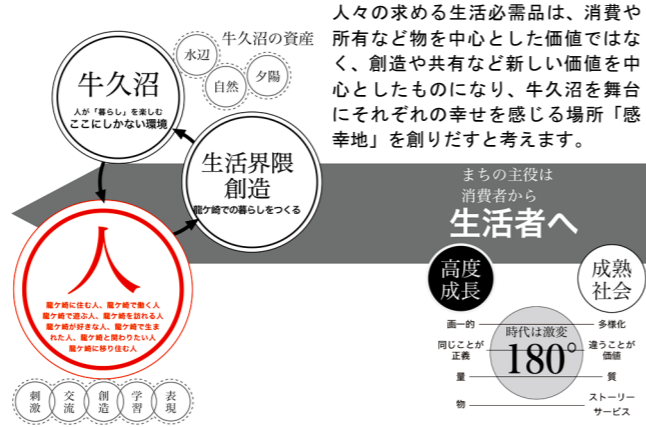 人々の求める生活必需品は、消費や
所有など物を中心とした価値ではな
く、創造や共有など新しい価値を中
心としたものになり、牛久沼を舞台
にそれぞれの幸せを感じる場所「感
幸地」を創りだすと考えます。
牛久沼の資産
水辺
自然
夕陽
牛久沼
人が「暮らし」を楽しむ
ここにしかない環境
生活界隈
創造
龍ケ崎での暮らしをつくる
人
龍ケ崎に住む人、龍ケ崎で働く人
龍ケ崎で遊ぶ人、龍ケ崎を訪れる人
龍ケ崎が好きな人、龍ケ崎で生ま
れた人、龍ケ崎と関わりたい人
龍ケ崎に移り住む人
刺激
交流
創造
学習
表現
まちの主役は
消費者から
生活者へ
高度
成長
成熟
社会
時代は激変
180°
画一的
多様化
同じことが
正義
違うことが
価値
量
質
物
ストーリー
サービス